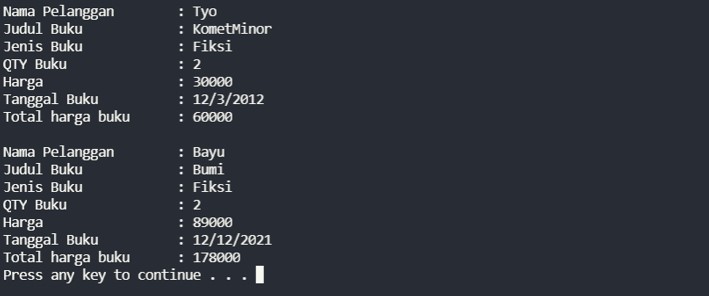 Nama Pelanggan : Tyo
Judul Buku : KometMinor
Jenis Buku : Fiksi
QTY Buku : 2
Harga : 30000
Tanggal Buku : 12/3/2012
Total harga buku : 60000
Nama Pelanggan : Bayu
Judul Buku : Bumi
Jenis Buku : Fiksi
QTY Buku : 2
Harga : 89000
Tanggal Buku : 12/12/2021
Total harga buku : 178000
Press any key to continue . . .